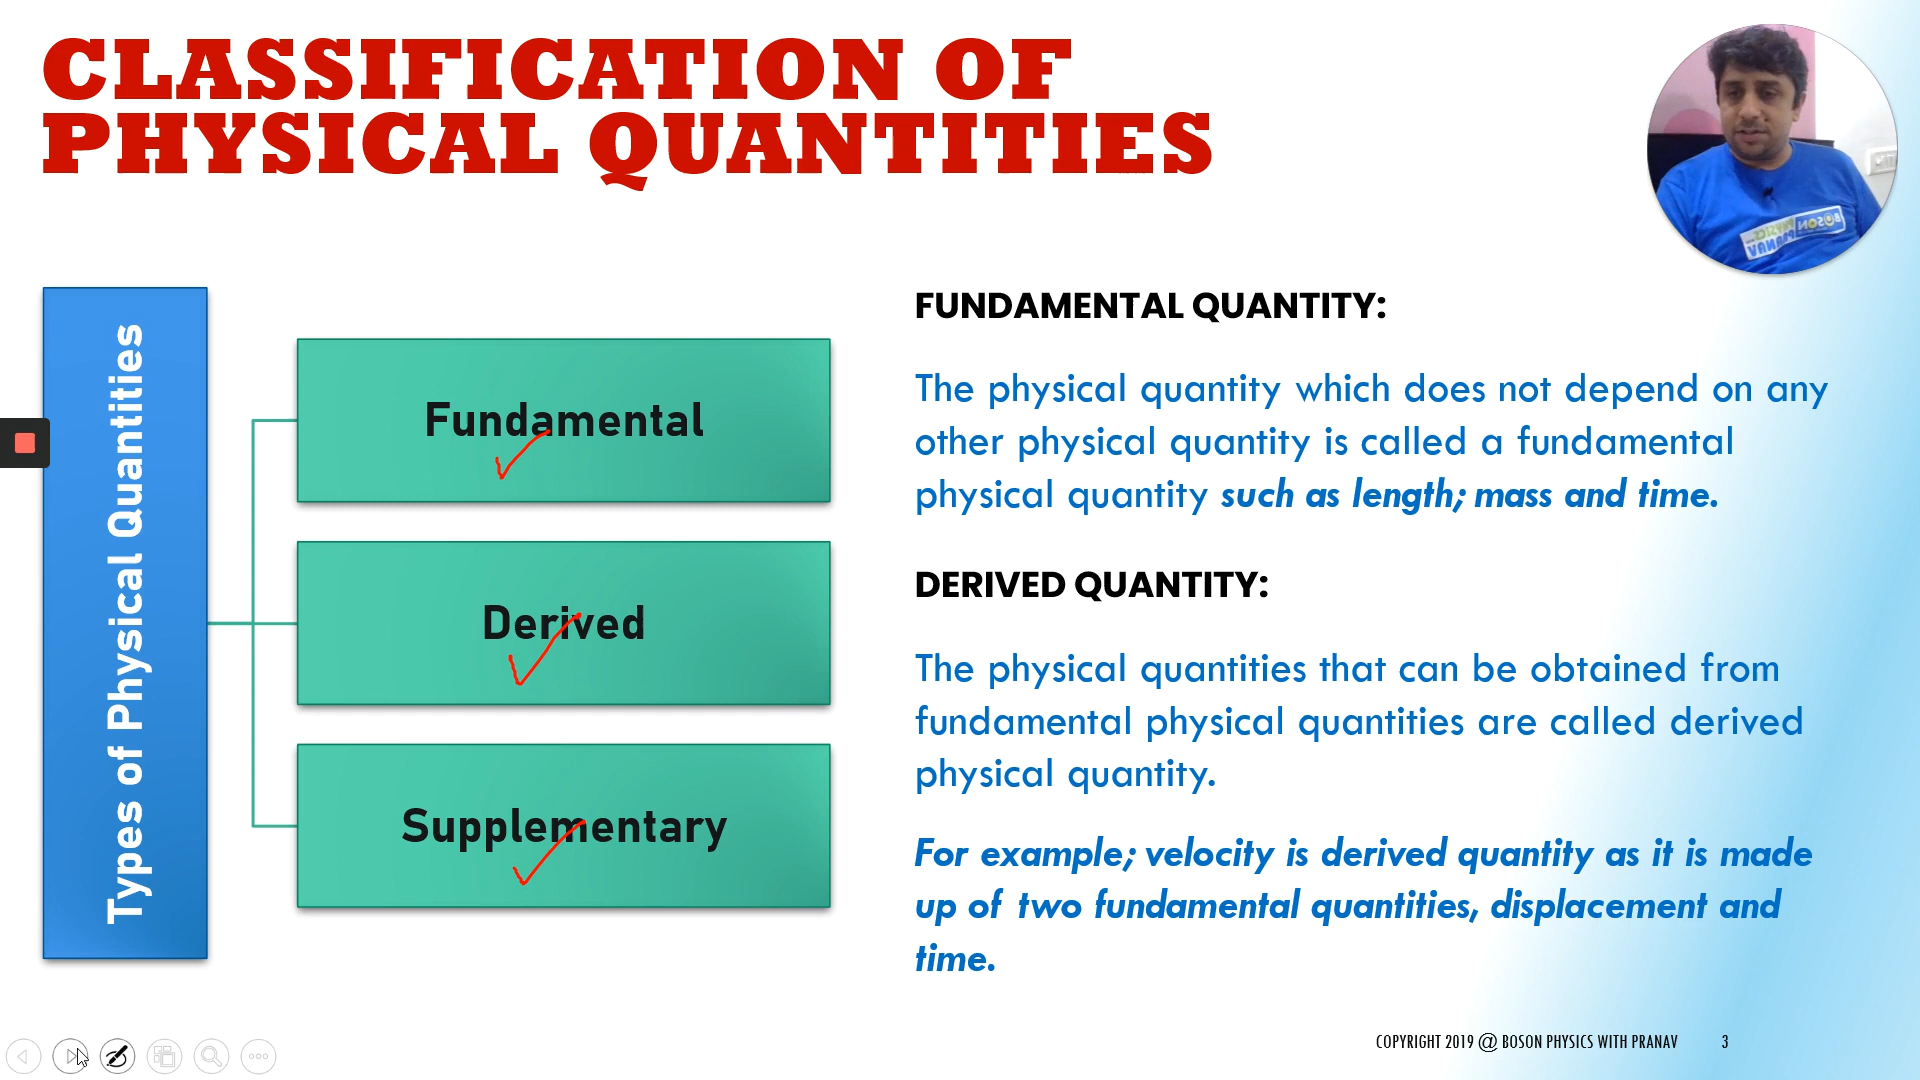 CLASSIFICATION OF
PHYSICAL QUANTITIES
Types of Physical Quantities
Fundamental
Derived
Supplementary
FUNDAMENTAL QUANTITY:
The physical quantity which does not depend on any
other physical quantity is called a fundamental
physical quantity such as length; mass and time.
DERIVED QUANTITY:
The physical quantities that can be obtained from
fundamental physical quantities are called derived
physical quantity.
For example; velocity is derived quantity as it is made
up of two fundamental quantities, displacement and
time.
BOSON
PHYSICS
PRANAV
COPYRIGHT 2019 @ BOSON PHYSICS WITH PRANAV 3